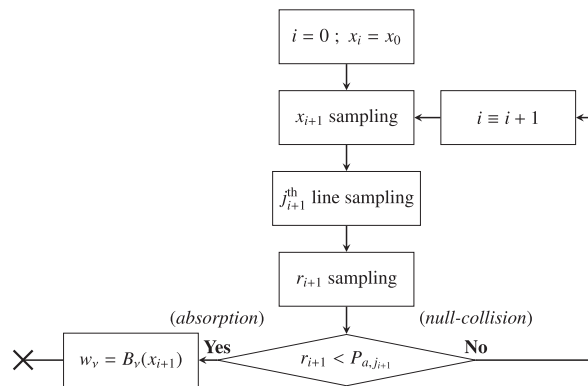 i = 0 ; x_i = x_0
x_{i+1} sampling
i ≡ i + 1
j_{i+1}^{th} line sampling
r_{i+1} sampling
(absorption)
(null-collision)
w_ν = B_ν(x_{i+1})
Yes
r_{i+1} < P_{a,j_{i+1}}
No